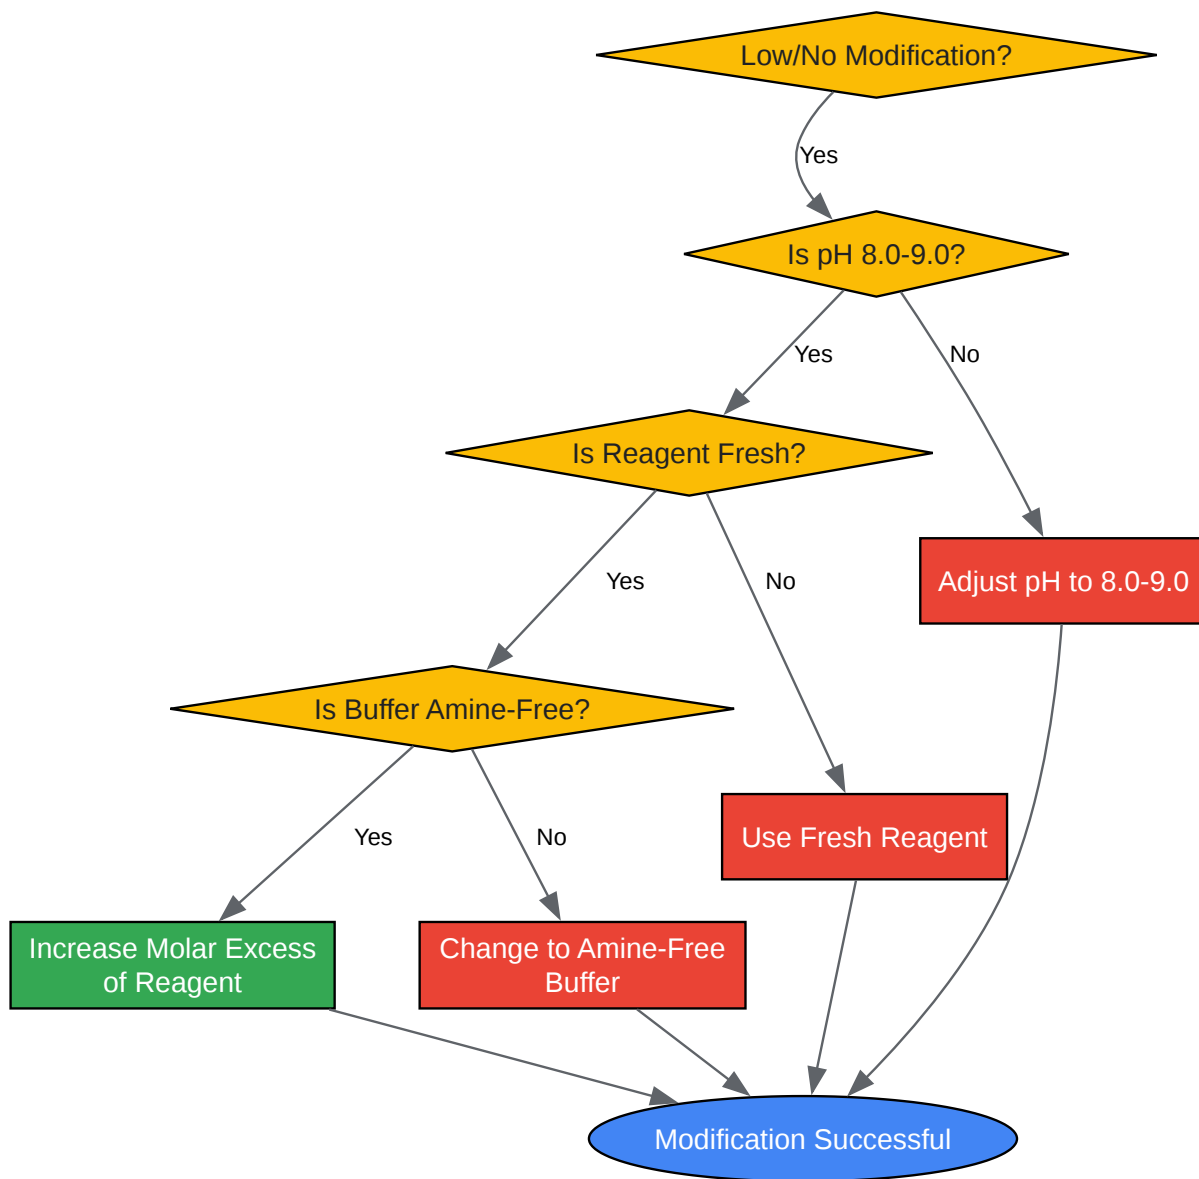 Low/No Modification?
Yes
Is pH 8.0-9.0?
Yes
No
Is Reagent Fresh?
Yes
No
Adjust pH to 8.0-9.0
Is Buffer Amine-Free?
Yes
No
Use Fresh Reagent
Increase Molar Excess
of Reagent
Change to Amine-Free
Buffer
Modification Successful